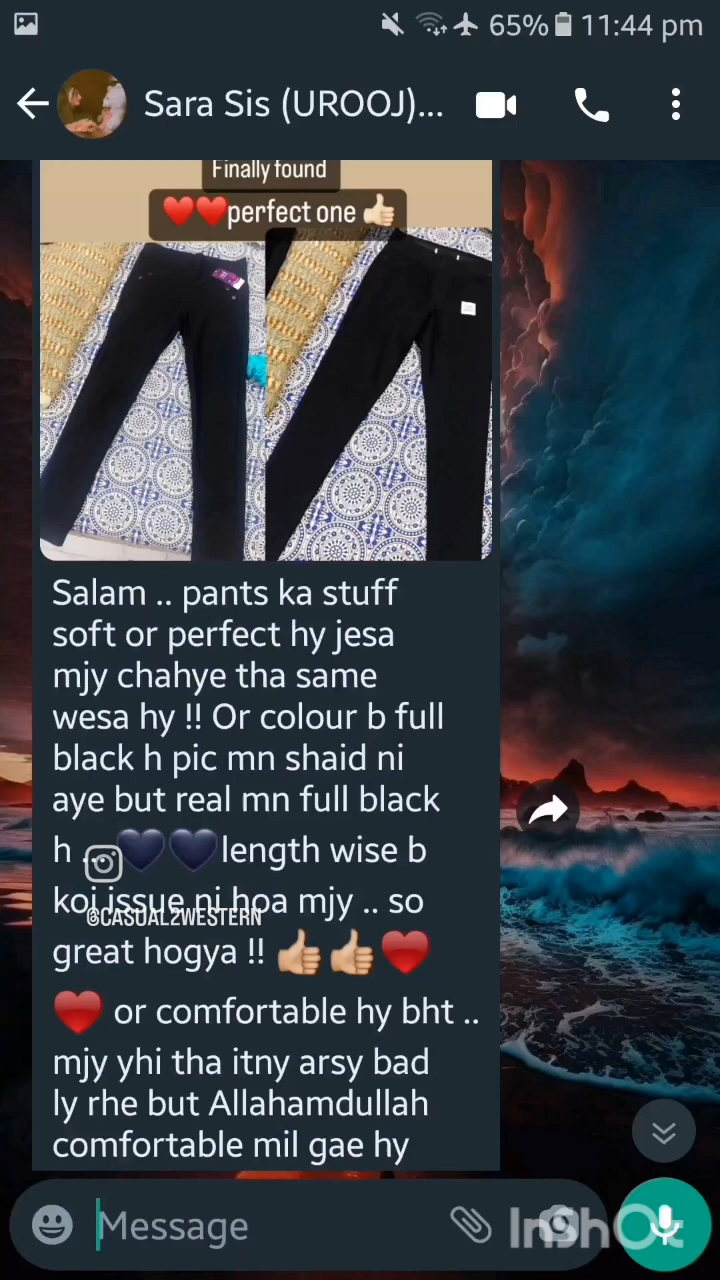 65% 11:44 pm
Sara Sis (UROOJ)...
Finally found
❤️❤️perfect one 👍🏻
Salam .. pants ka stuff
soft or perfect hy jesa
mjy chahye tha same
wesa hy !! Or colour b full
black h pic mn shaid ni
aye but real mn full black
h ..💙💙length wise b
koi issue ni hoa mjy .. so
@CASUAL2WESTERN
great hogya !! 👍🏼👍🏼❤️
❤️ or comfortable hy bht ..
mjy yhi tha itny arsy bad
ly rhe but Allahamdullah
comfortable mil gae hy
Message
InShOt